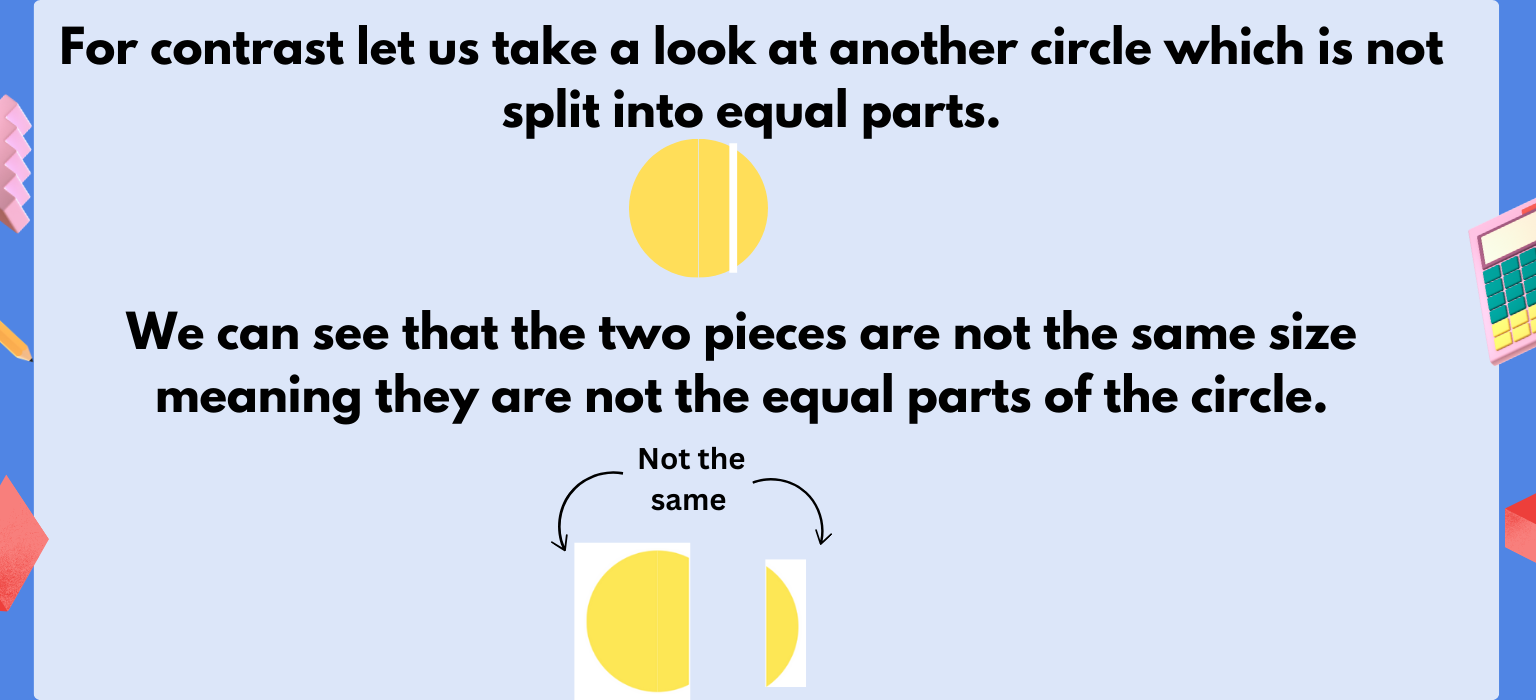 For contrast let us take a look at another circle which is not
split into equal parts.
We can see that the two pieces are not the same size
meaning they are not the equal parts of the circle.
Not the
same